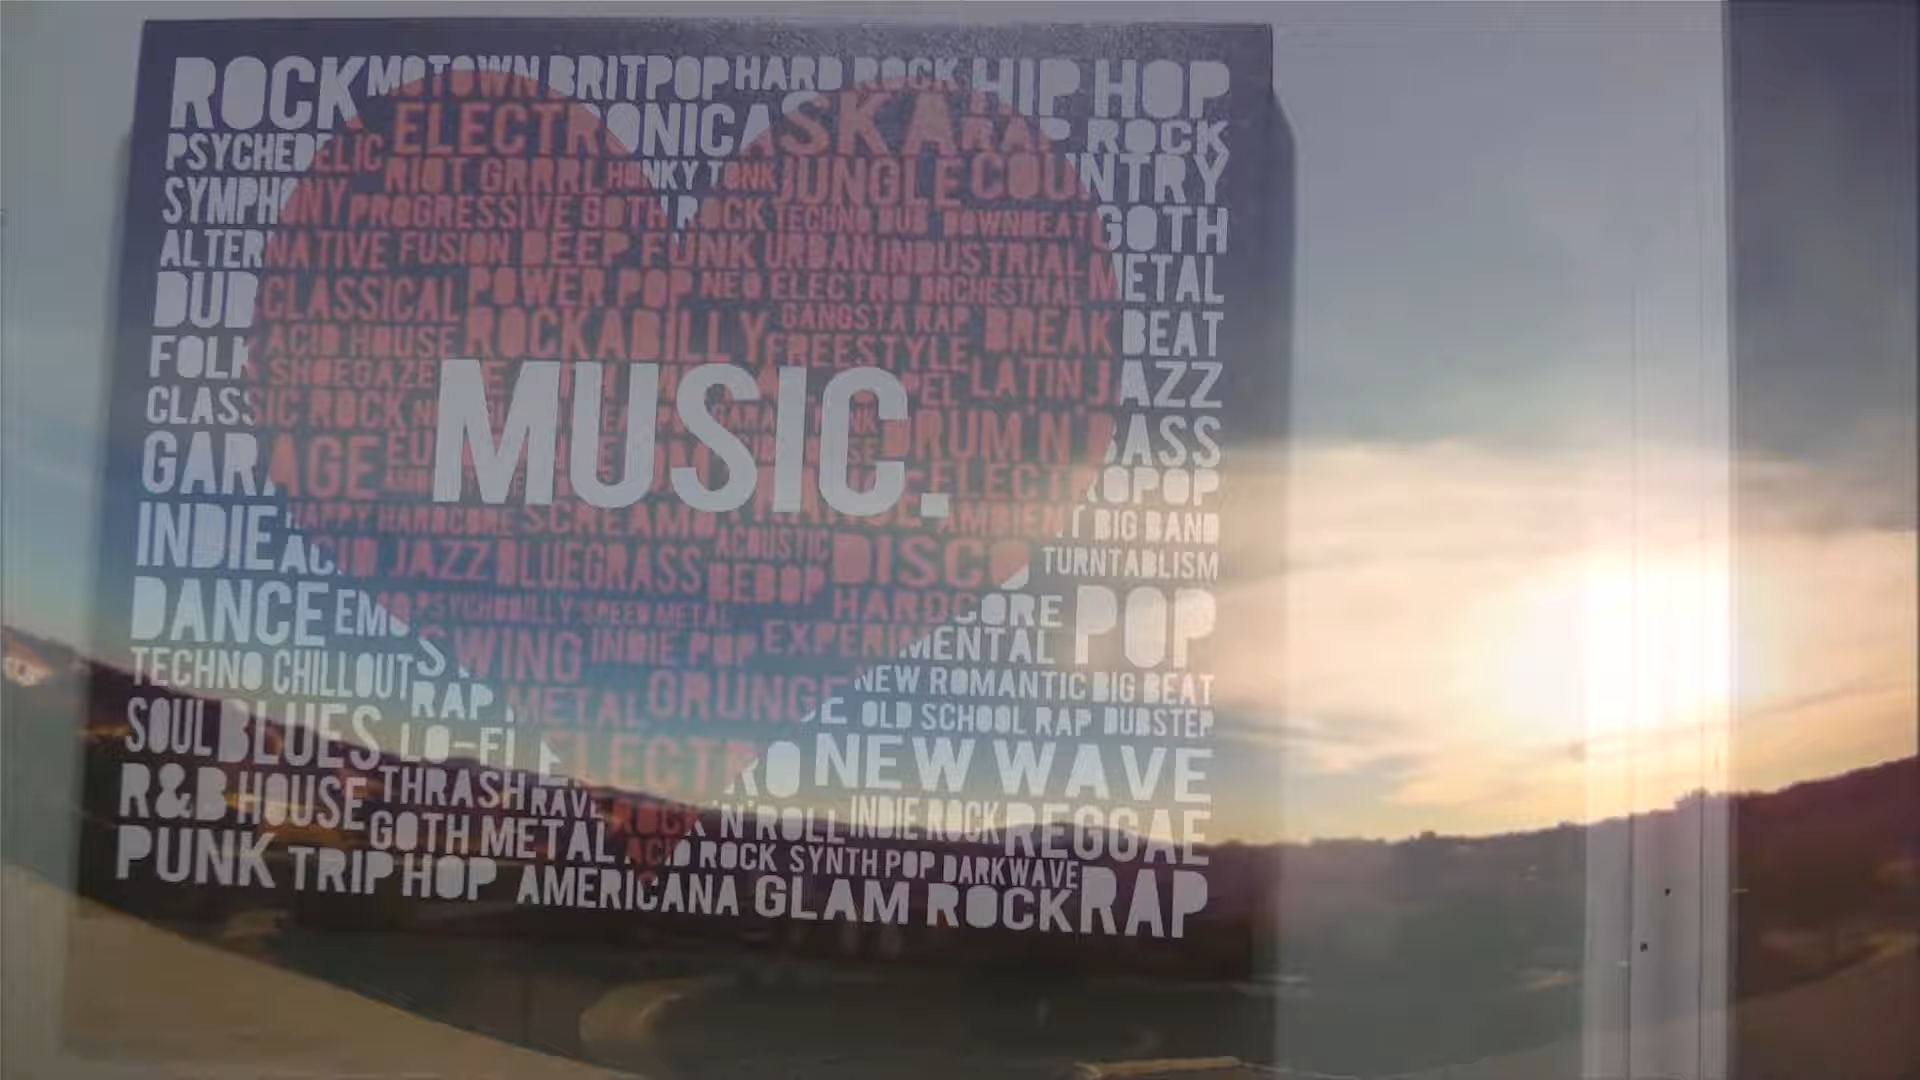 ROCK MOTOWN BRITPOP HARD ROCK HIP HOP
ELECTRONICA SKA RAP ROCK
PSYCHEDELIC RIOT GRRRL HONKY TONK JUNGLE COUNTRY
SYMPHONY PROGRESSIVE GOTH ROCK TECHNO DUB DOWNBEAT GOTH
ALTERNATIVE FUSION DEEP FUNK URBAN INDUSTRIAL METAL
DUB CLASSICAL POWER POP NEO ELECTRO ORCHESTRAL
GANGSTA RAP BREAK BEAT
FOLK ACID HOUSE ROCKABILLY FREESTYLE
SHOEGAZE LATIN JAZZ
CLASSIC ROCK DRUM'N'BASS
MUSIC.
GARAGE ELECTROPOP
HAPPY HARDCORE SCREAMO AMBIENT BIG BAND
INDIE ACID JAZZ BLUEGRASS ACOUSTIC DISCO TURNTABLISM
BEBOP HARDCORE POP
DANCE EMO PSYCHOBILLY SPEED METAL
SWING INDIE POP EXPERIMENTAL
TECHNO CHILLOUT NEW ROMANTIC BIG BEAT
RAP METAL GRUNGE OLD SCHOOL RAP DUBSTEP
SOUL BLUES LO-FI ELECTRO NEW WAVE
R&B HOUSE THRASH RAVE ROCK 'N' ROLL INDIE ROCK REGGAE
GOTH METAL ACID ROCK SYNTH POP DARKWAVE
PUNK TRIP HOP AMERICANA GLAM ROCK RAP